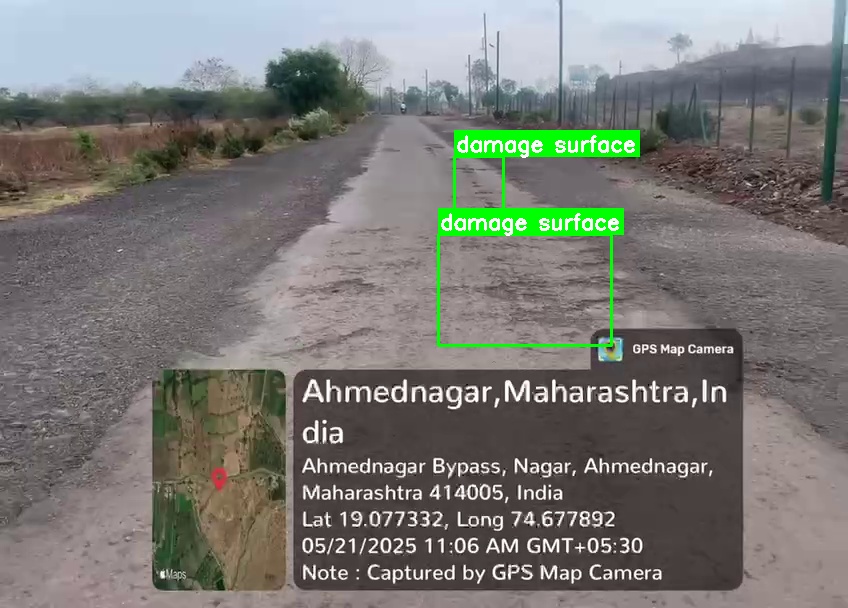 damage surface
damage surface
GPS Map Camera
Ahmednagar,Maharashtra,In
dia
Ahmednagar Bypass, Nagar, Ahmednagar,
Maharashtra 414005, India
Lat 19.077332, Long 74.677892
05/21/2025 11:06 AM GMT+05:30
Note : Captured by GPS Map Camera
Maps